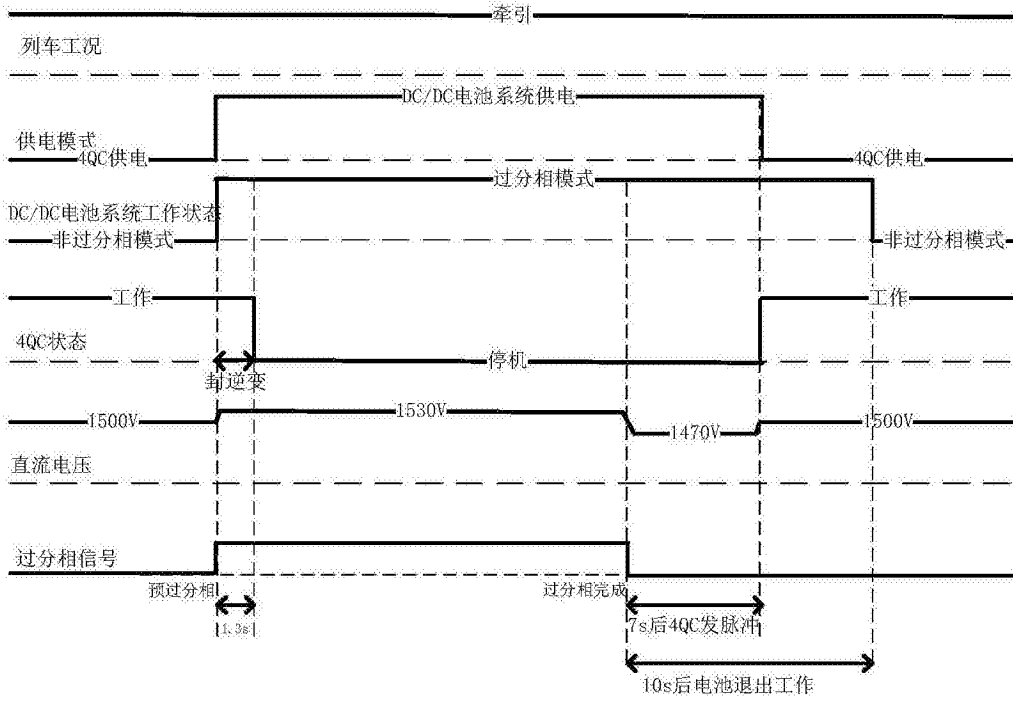 牵引
列车工况
DC/DC电池系统供电
供电模式
4QC供电
4QC供电
过分相模式
DC/DC电池系统工作状态
非过分相模式
非过分相模式
工作
工作
4QC状态
停机
封逆变
1530V
1500V
1470V
1500V
直流电压
过分相信号
预过分相
过分相完成
1.3s
7s后4QC发脉冲
10s后电池退出工作